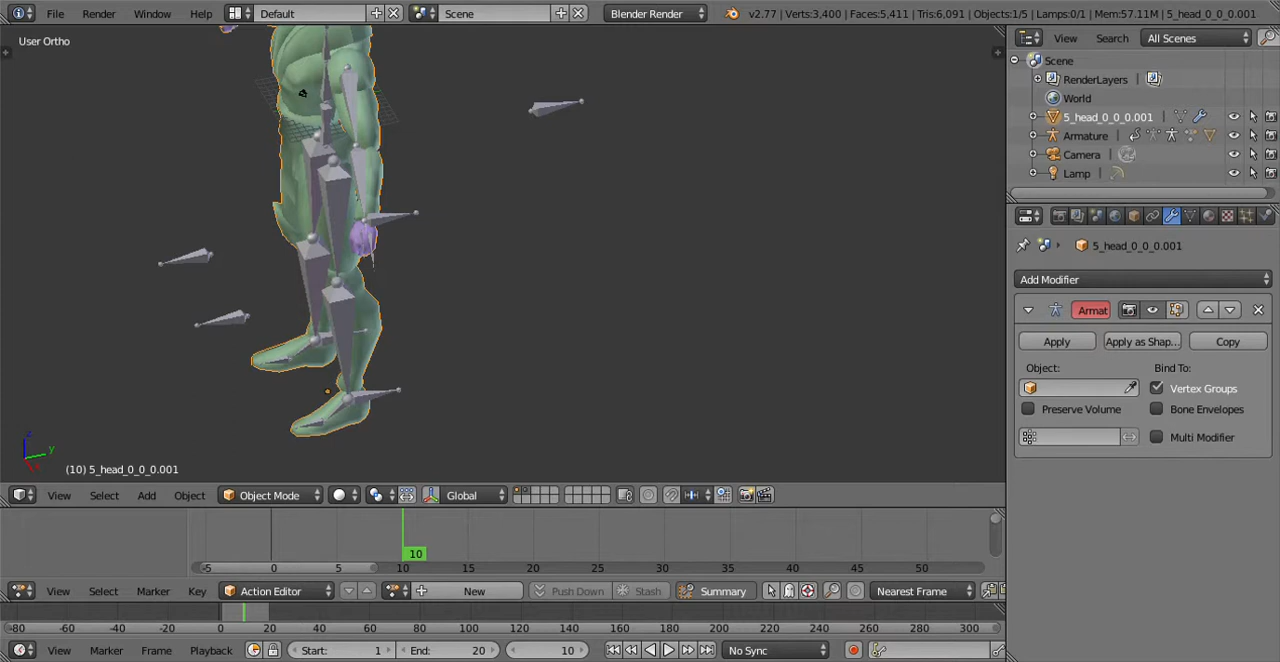 File Render Window Help Default Scene Blender Render v2.77 | Verts:3,400 | Faces:5,411 | Tris:6,091 | Objects:1/5 | Lamps:0/1 | Mem:57.11M | 5_head_0_0_0.001
User Ortho
View Search All Scenes
Scene
RenderLayers
World
5_head_0_0_0.001
Armature
Camera
Lamp
5_head_0_0_0.001
Add Modifier
Armat
Apply Apply as Shap... Copy
Object: Bind To:
Vertex Groups
Preserve Volume Bone Envelopes
Multi Modifier
z
y
x
(10) 5_head_0_0_0.001
View Select Add Object Object Mode Global
10
-5 0 5 10 15 20 25 30 35 40 45 50
View Select Marker Key Action Editor New Push Down Stash Summary Nearest Frame
-80 -60 -40 -20 0 20 40 60 80 100 120 140 160 180 200 220 240 260 280 300
View Marker Frame Playback Start: 1 End: 20 10 No Sync